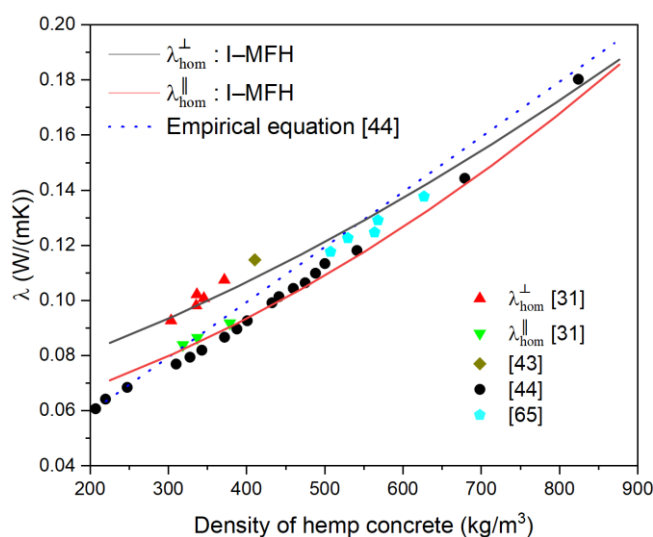 0.20
0.18
0.16
0.14
0.12
0.10
0.08
0.06
0.04
λ (W/(mK))
λ⊥hom : I–MFH
λ∥hom : I–MFH
Empirical equation [44]
λ⊥hom [31]
λ∥hom [31]
[43]
[44]
[65]
200 300 400 500 600 700 800 900
Density of hemp concrete (kg/m³)